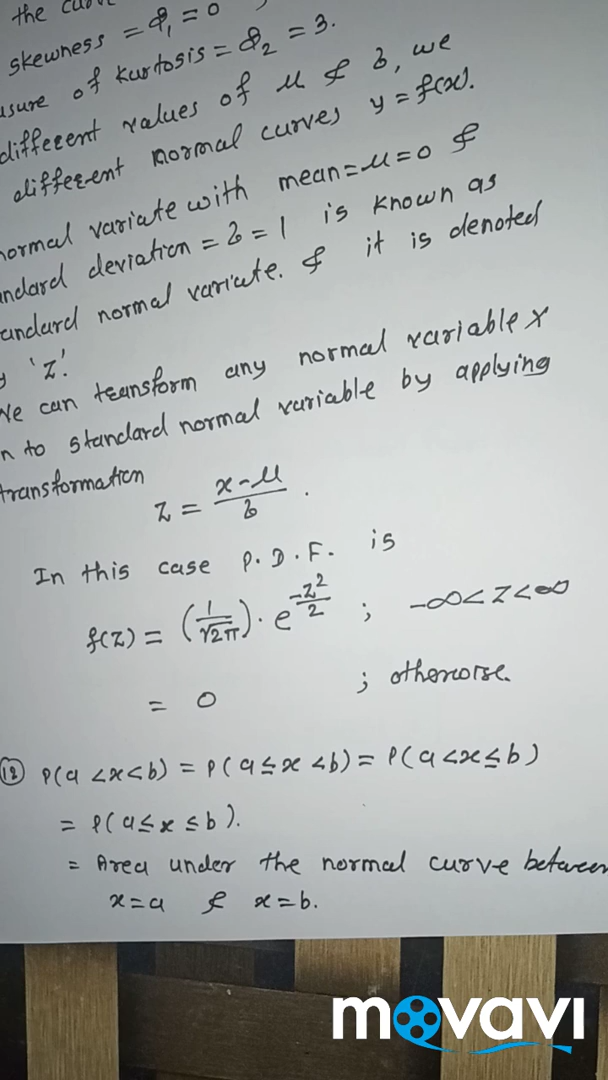 the curve
skewness = β₁ = 0
of kurtosis = β₂ = 3.
different values of μ & σ, we
different normal curves y = f(x).
normal variate with mean = μ = 0 &
deviation = σ = 1 is known as
normal variate. & it is denoted
'Z'.
We can transform any normal variable x
to standard normal variable by applying
transformation
Z = (x - μ)/σ.
In this case P.D.F. is
f(z) = (1/√2π) · e^(-z²/2) ; -∞ < z < ∞
= 0 ; otherwise.
P(a < x < b) = P(a ≤ x < b) = P(a < x ≤ b)
= P(a ≤ x ≤ b).
= Area under the normal curve between
x = a & x = b.
movavi